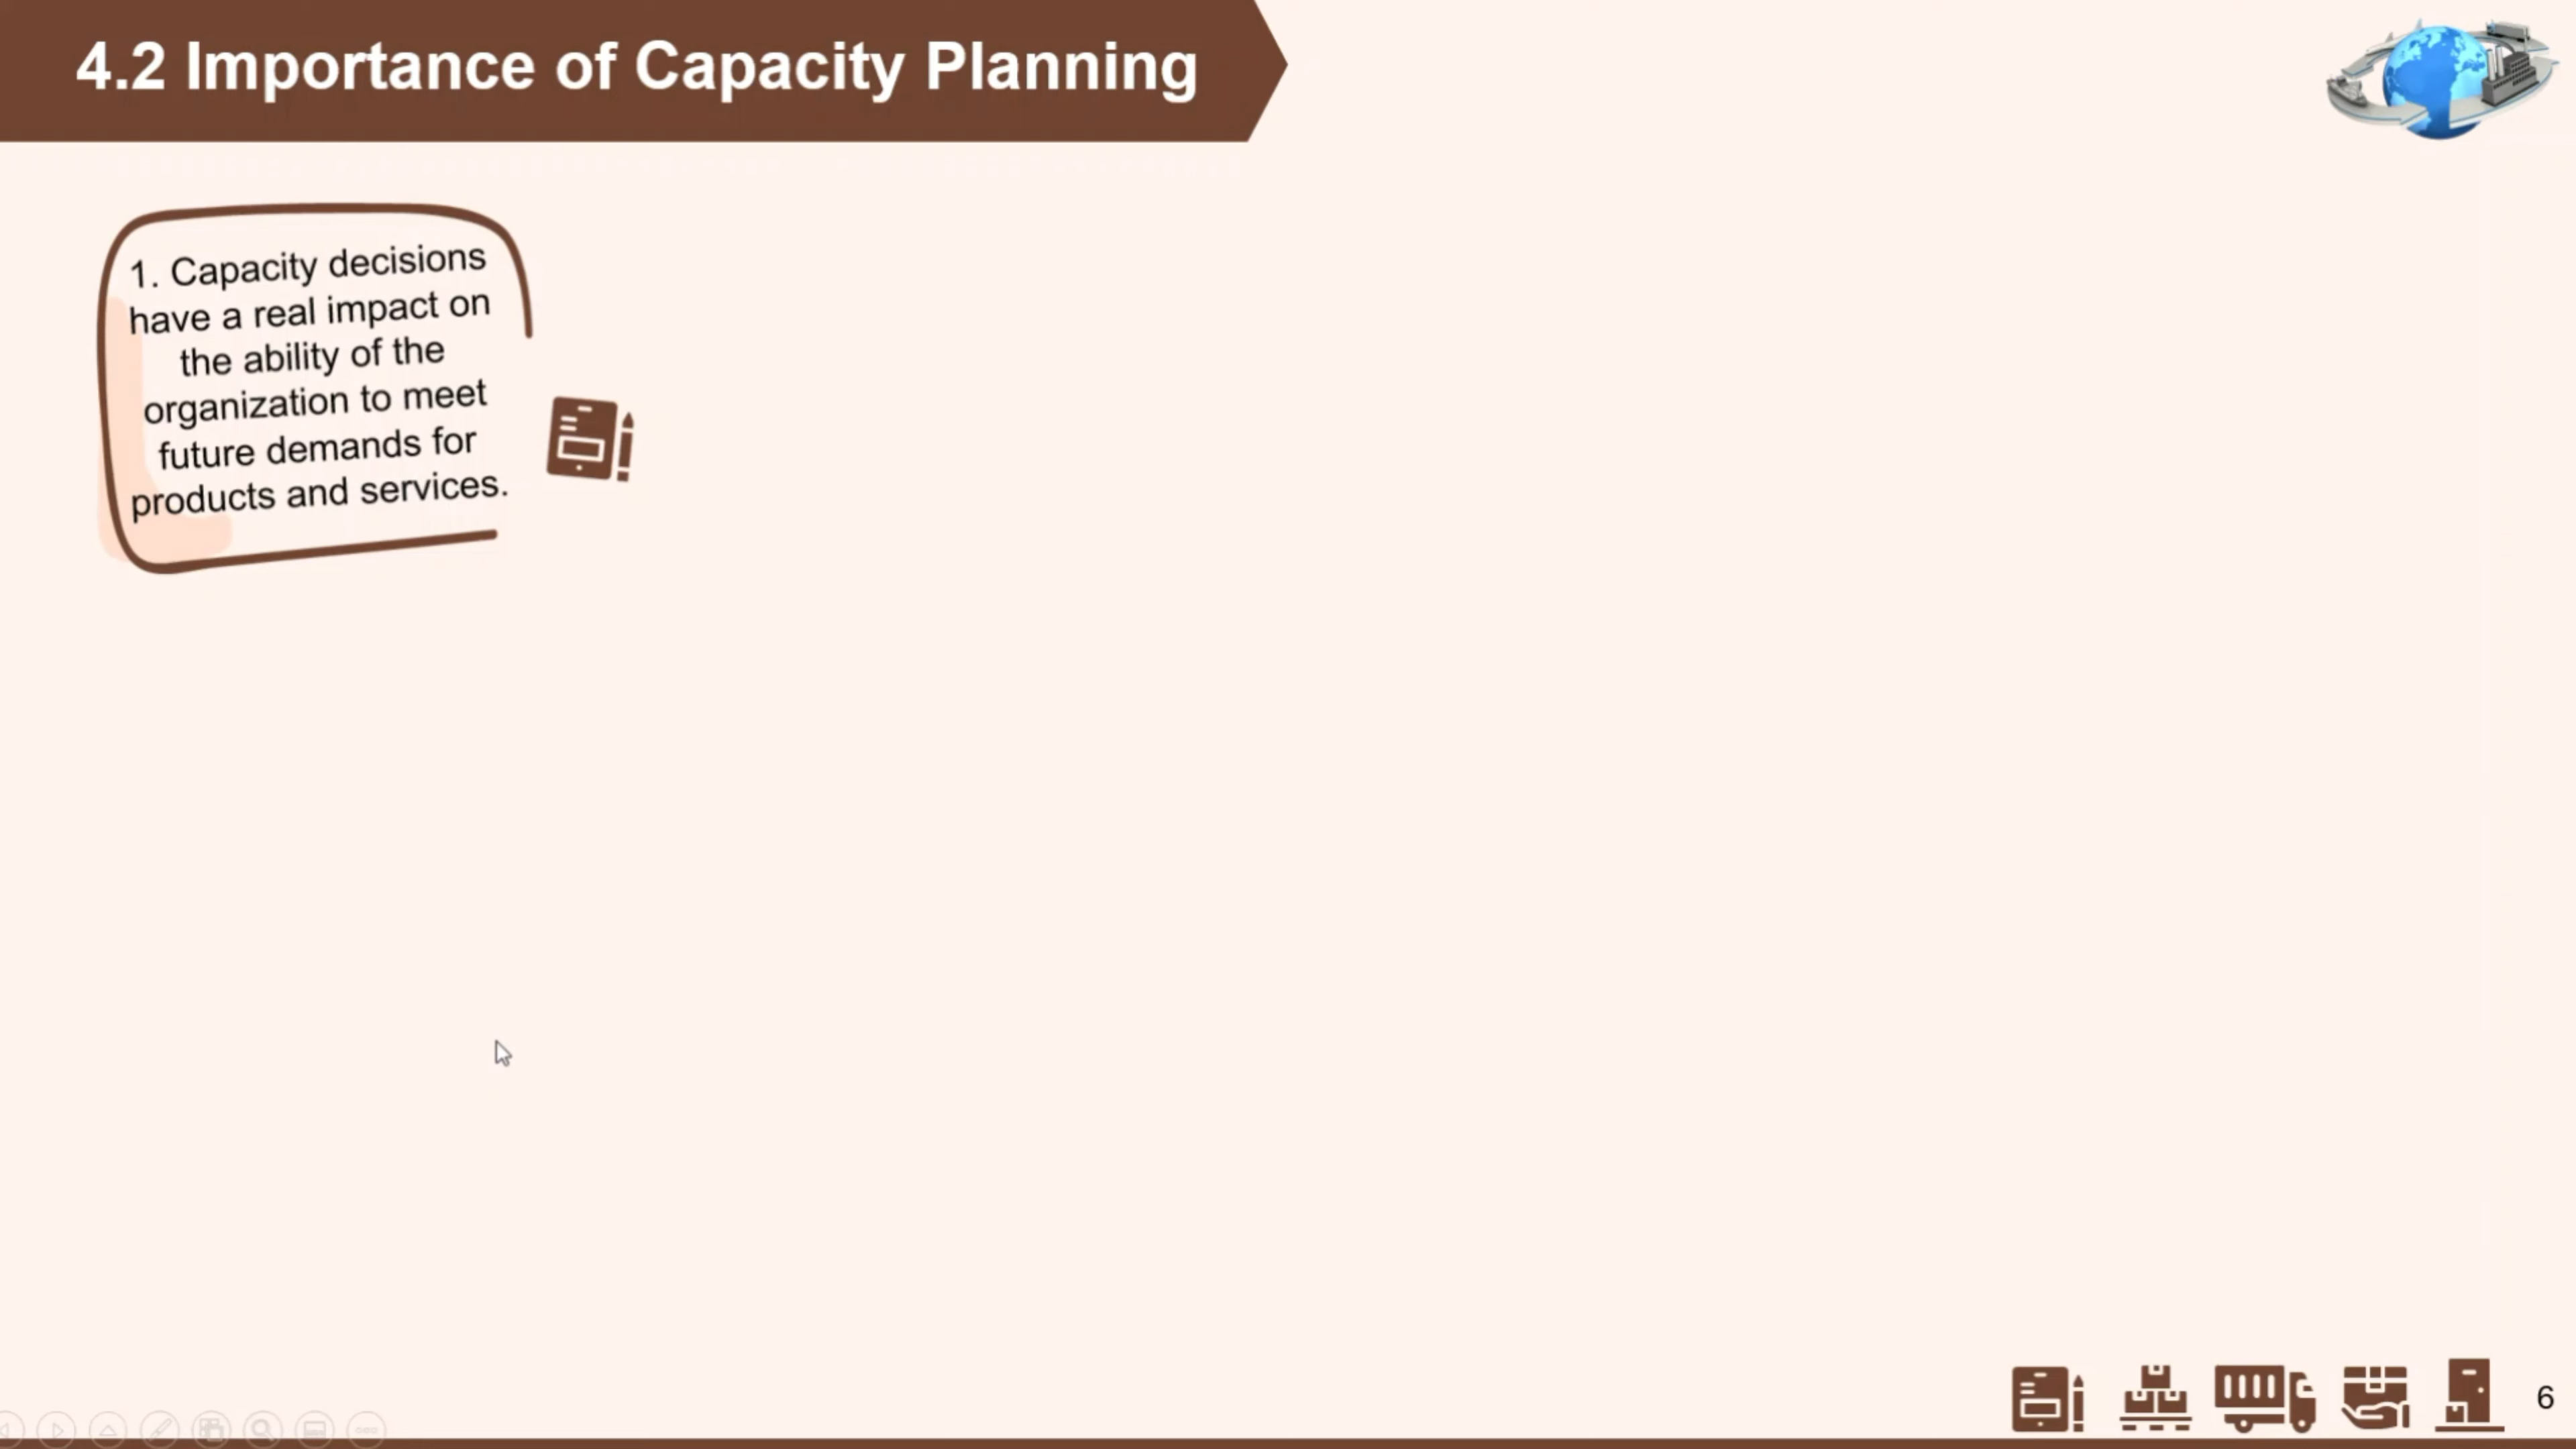 4.2 Importance of Capacity Planning
1. Capacity decisions
have a real impact on
the ability of the
organization to meet
future demands for
products and services.
6